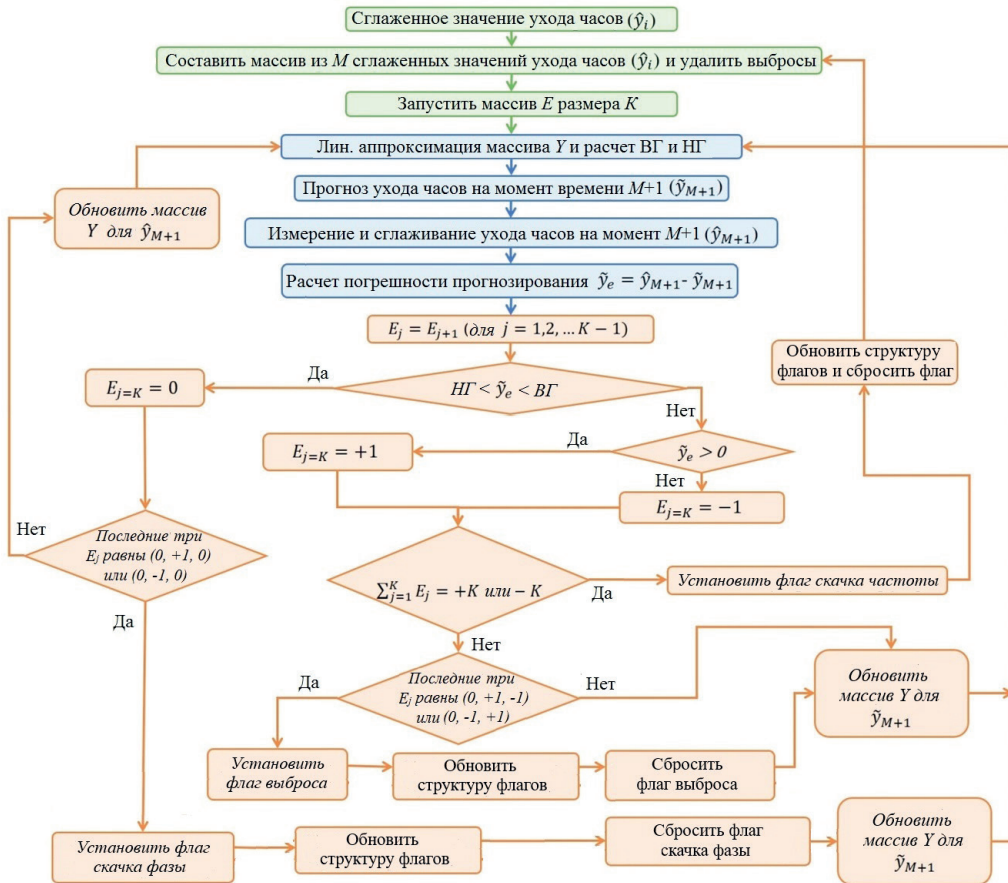 Сглаженное значение ухода часов (ŷᵢ)
Составить массив из M сглаженных значений ухода часов (ŷᵢ) и удалить выбросы
Запустить массив E размера K
Лин. аппроксимация массива Y и расчет ВГ и НГ
Прогноз ухода часов на момент времени M+1 (ỹ_{M+1})
Обновить массив
Y для ŷ_{M+1}
Измерение и сглаживание ухода часов на момент M+1 (ŷ_{M+1})
Расчет погрешности прогнозирования ỹₑ = ŷ_{M+1} - ỹ_{M+1}
E_j = E_{j+1} (для j = 1,2, … K − 1)
Обновить структуру
флагов и сбросить флаг
Да
E_{j=K} = 0
НГ < ỹₑ < ВГ
Нет
Да
E_{j=K} = +1
ỹₑ > 0
Нет
E_{j=K} = −1
Нет
Последние три
E_j равны (0, +1, 0)
или (0, -1, 0)
∑_{j=1}^{K} E_j = +K или − K
Да
Установить флаг скачка частоты
Да
Нет
Да
Последние три
E_j равны (0, +1, -1)
или (0, -1, +1)
Нет
Обновить
массив Y для
ỹ_{M+1}
Установить
флаг выброса
Обновить
структуру флагов
Сбросить
флаг выброса
Установить флаг
скачка фазы
Обновить
структуру флагов
Сбросить флаг
скачка фазы
Обновить
массив Y для
ỹ_{M+1}